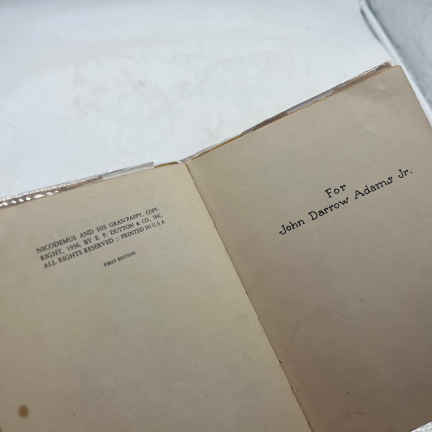 NICODEMUS AND HIS GRAN'PAPPY, COPY-
RIGHT, 1936, BY E. P. DUTTON & CO., INC.
ALL RIGHTS RESERVED : PRINTED IN U.S.A.
FIRST EDITION
For
John Darrow Adams Jr.